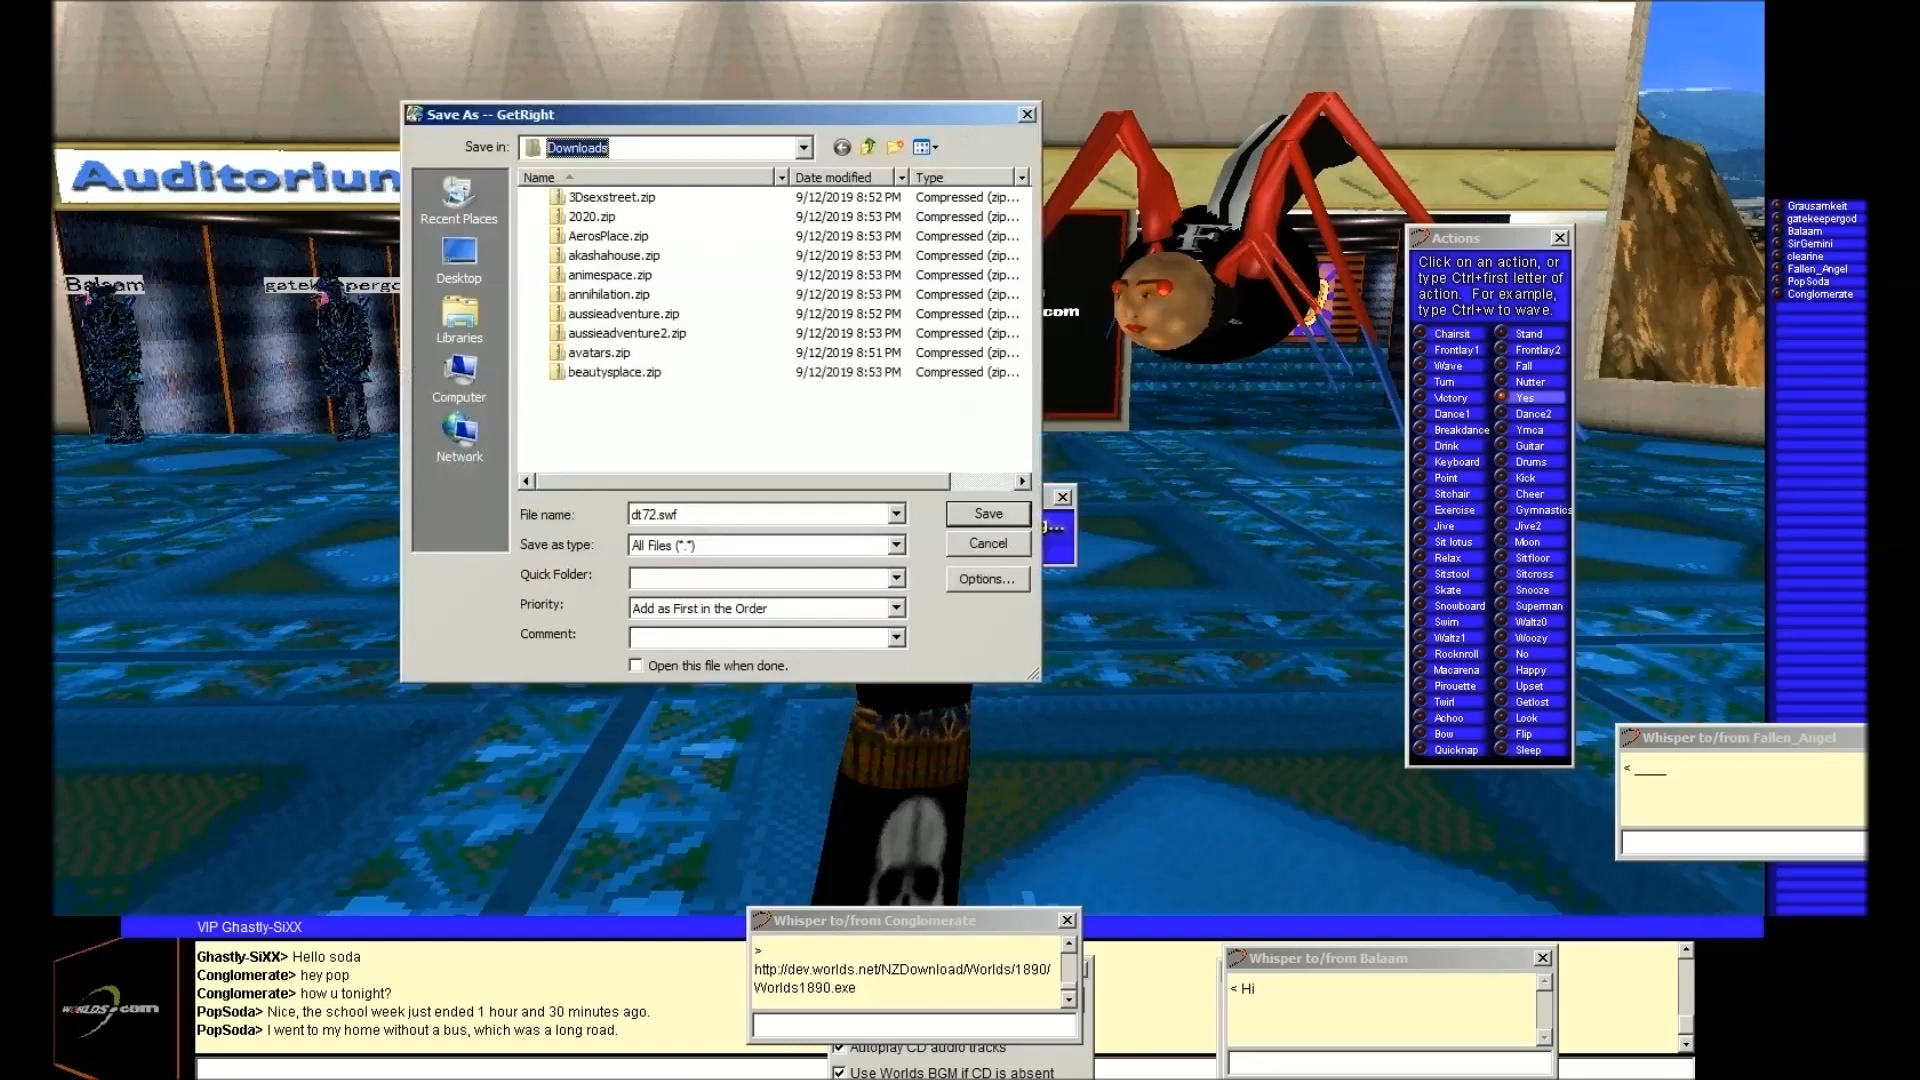 Save As -- GetRight
Save in: Downloads
Name Date modified Type
3Dsexstreet.zip 9/12/2019 8:52 PM Compressed (zip...
2020.zip 9/12/2019 8:53 PM Compressed (zip...
AerosPlace.zip 9/12/2019 8:53 PM Compressed (zip...
akashahouse.zip 9/12/2019 8:53 PM Compressed (zip...
animespace.zip 9/12/2019 8:53 PM Compressed (zip...
annihilation.zip 9/12/2019 8:53 PM Compressed (zip...
aussieadventure.zip 9/12/2019 8:52 PM Compressed (zip...
aussieadventure2.zip 9/12/2019 8:53 PM Compressed (zip...
avatars.zip 9/12/2019 8:51 PM Compressed (zip...
beautysplace.zip 9/12/2019 8:53 PM Compressed (zip...
Recent Places
Desktop
Libraries
Computer
Network
File name: dt72.swf Save
Save as type: All Files (*.*) Cancel
Quick Folder: Options...
Priority: Add as First in the Order
Comment:
Open this file when done.
Auditoriun
Balaam
F
com
g...
Actions
Click on an action, or
type Ctrl+first letter of
action. For example,
type Ctrl+w to wave.
Chairsit Stand
Frontlay1 Frontlay2
Wave Fall
Turn Nutter
Victory Yes
Dance1 Dance2
Breakdance Ymca
Drink Guitar
Keyboard Drums
Point Kick
Sitchair Cheer
Exercise Gymnastics
Jive Jive2
Sit lotus Moon
Relax Sitfloor
Sitstool Sitcross
Skate Snooze
Snowboard Superman
Swim Waltz0
Waltz1 Woozy
Rocknroll No
Macarena Happy
Pirouette Upset
Twirl Getlost
Achoo Look
Bow Flip
Quicknap Sleep
Grausamkeit
gatekeepergod
Balaam
SirGemini
clearine
Fallen_Angel
PopSoda
Conglomerate
Whisper to/from Fallen_Angel
< ____
VIP Ghastly-SiXX
Ghastly-SiXX> Hello soda
Conglomerate> hey pop
Conglomerate> how u tonight?
PopSoda> Nice, the school week just ended 1 hour and 30 minutes ago.
PopSoda> I went to my home without a bus, which was a long road.
WORLDS.com
Whisper to/from Conglomerate
>
http://dev.worlds.net/NZDownload/Worlds/1890/
Worlds1890.exe
Autoplay CD audio tracks
Use Worlds BGM if CD is absent
Whisper to/from Balaam
< Hi